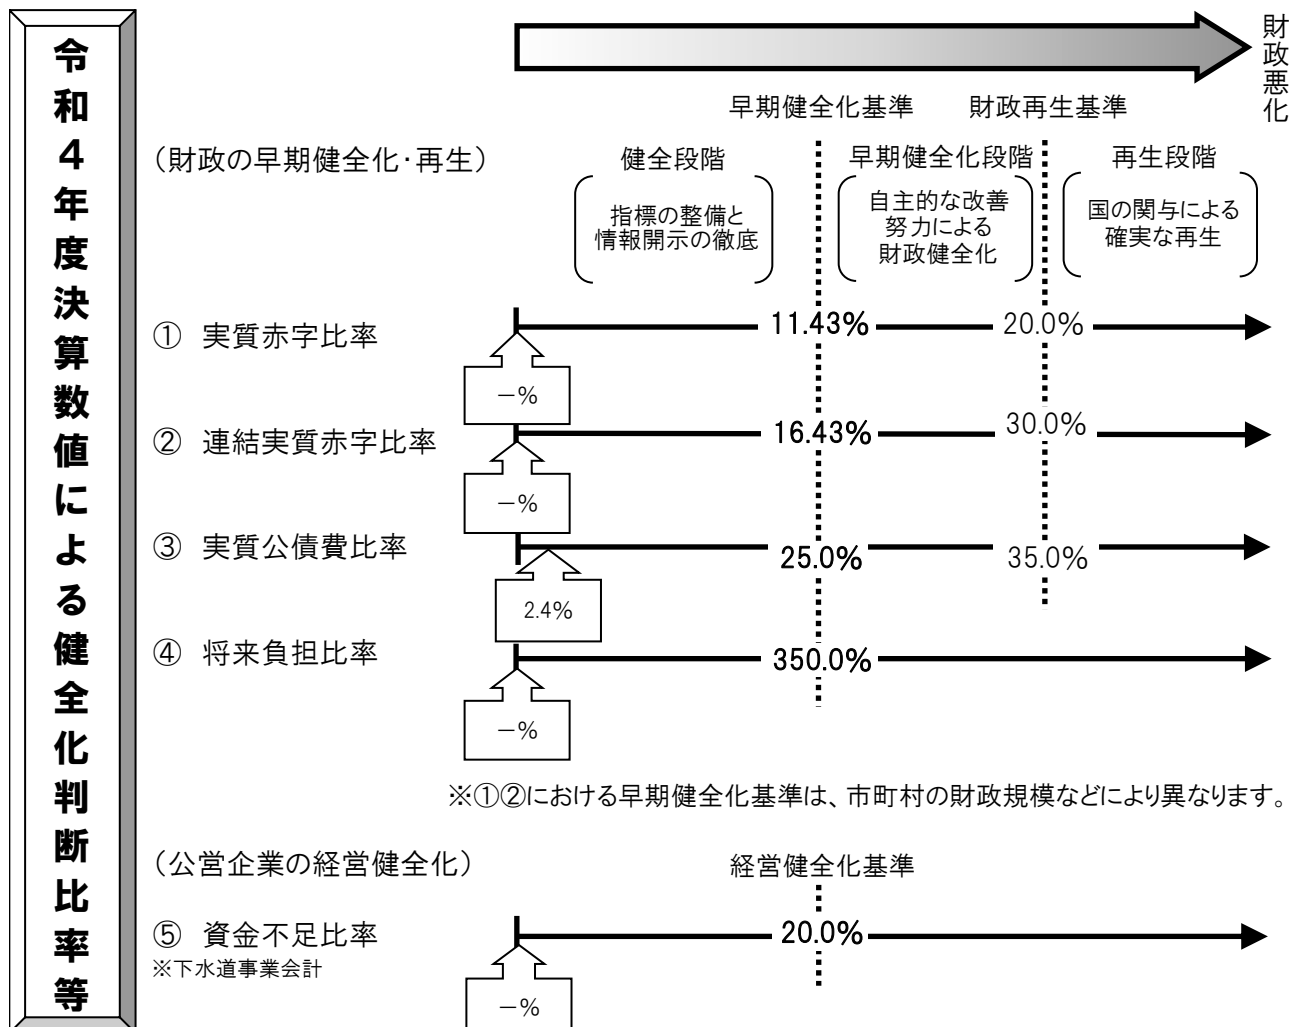 令和４年度決算数値による健全化判断比率等
財政悪化
早期健全化基準
財政再生基準
（財政の早期健全化・再生）
健全段階
早期健全化段階
再生段階
指標の整備と
情報開示の徹底
自主的な改善
努力による
財政健全化
国の関与による
確実な再生
① 実質赤字比率
11.43%
20.0%
－%
② 連結実質赤字比率
16.43%
30.0%
－%
③ 実質公債費比率
25.0%
35.0%
2.4%
④ 将来負担比率
350.0%
－%
※①②における早期健全化基準は、市町村の財政規模などにより異なります。
（公営企業の経営健全化）
経営健全化基準
⑤ 資金不足比率
20.0%
※下水道事業会計
－%